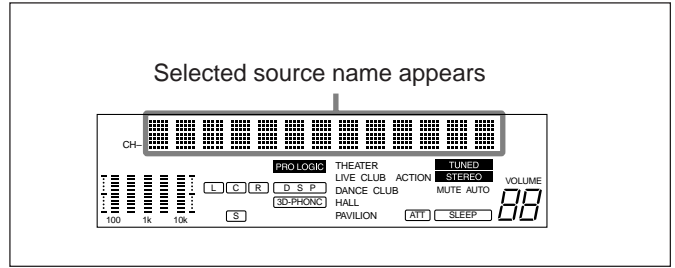 Selected source name appears
CH–
PRO LOGIC THEATER TUNED
LIVE CLUB ACTION STEREO
L C R D S P DANCE CLUB MUTE AUTO VOLUME
3D-PHONC HALL
S PAVILION ATT SLEEP 88
100 1k 10k